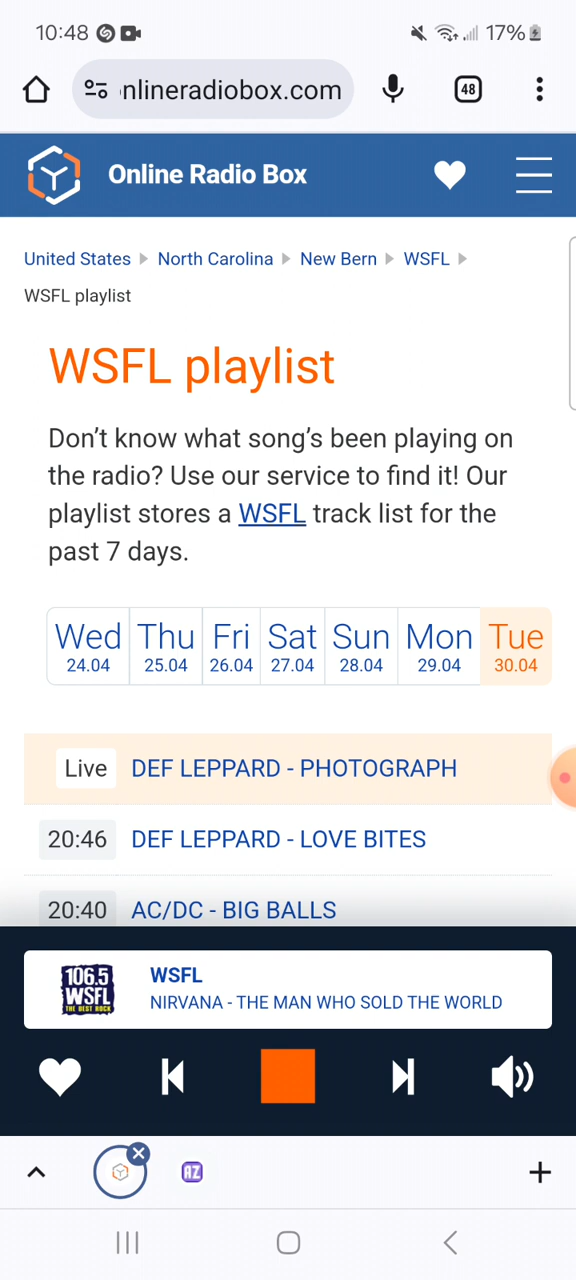 10:48 17%
nlineradiobox.com 48
Online Radio Box
United States North Carolina New Bern WSFL
WSFL playlist
WSFL playlist
Don’t know what song’s been playing on
the radio? Use our service to find it! Our
playlist stores a WSFL track list for the
past 7 days.
Wed Thu Fri Sat Sun Mon Tue
24.04 25.04 26.04 27.04 28.04 29.04 30.04
Live DEF LEPPARD - PHOTOGRAPH
20:46 DEF LEPPARD - LOVE BITES
20:40 AC/DC - BIG BALLS
106.5
WSFL
THE BEST ROCK
WSFL
NIRVANA - THE MAN WHO SOLD THE WORLD
AZ